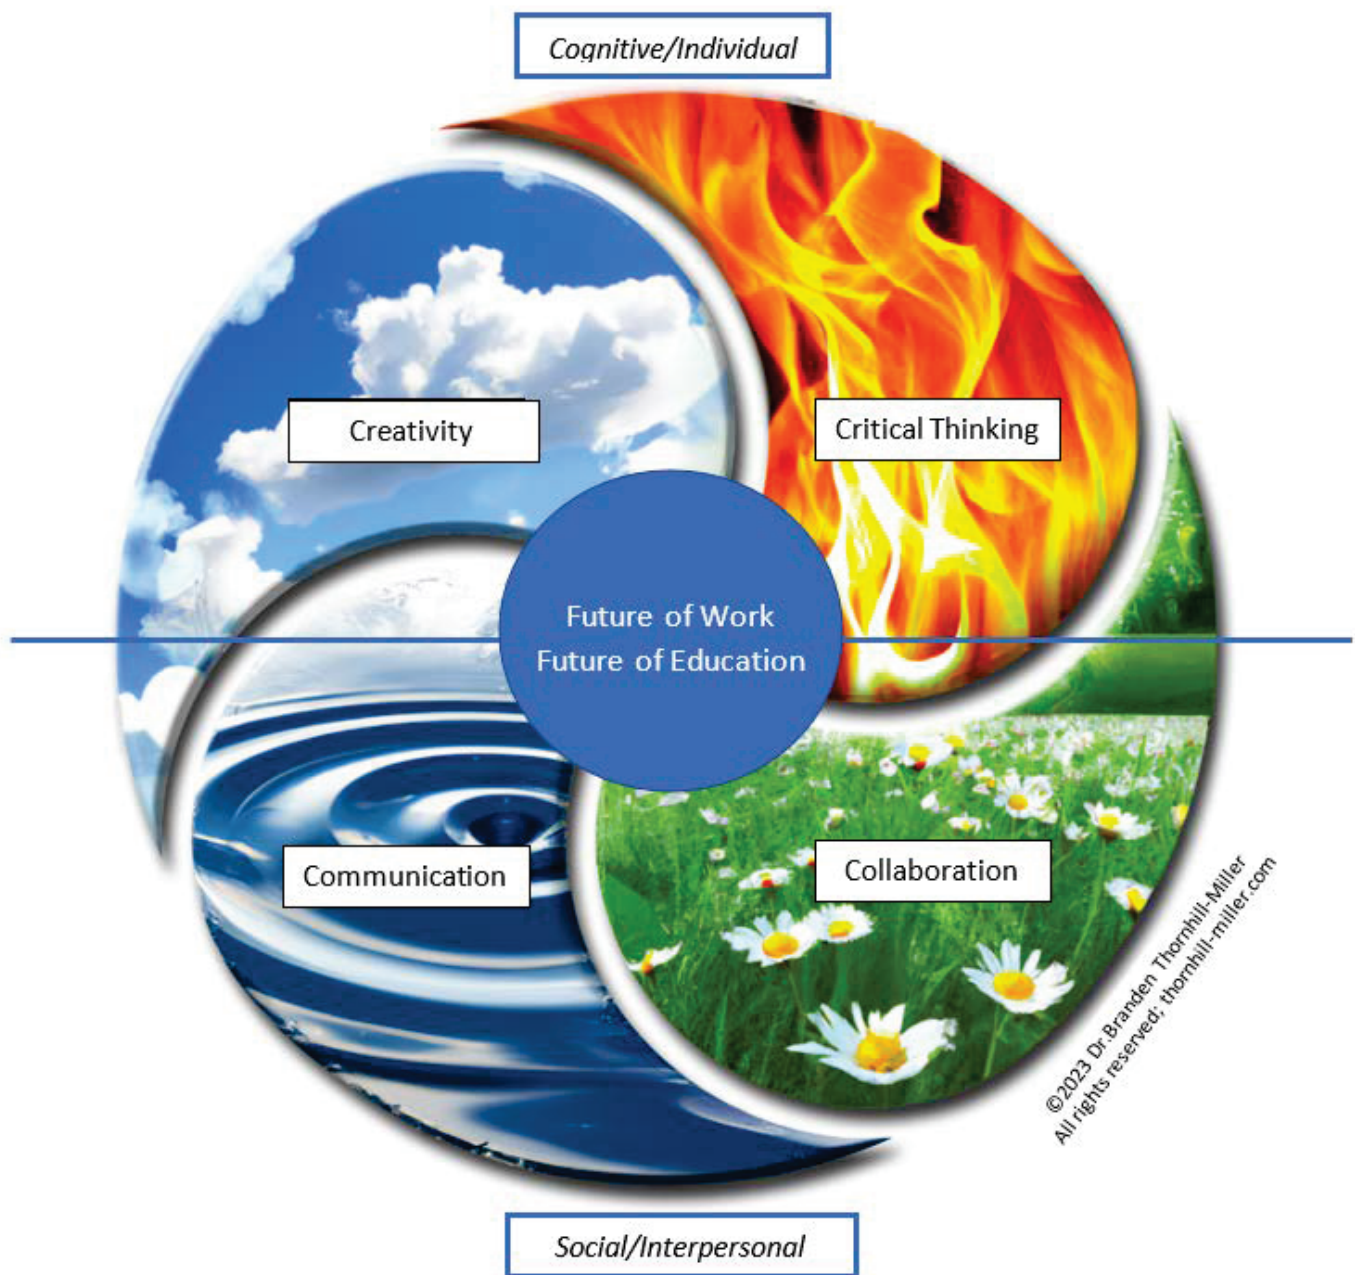 Cognitive/Individual
Creativity
Critical Thinking
Future of Work
Future of Education
Communication
Collaboration
©2023 Dr.Branden Thornhill-Miller
All rights reserved; thornhill-miller.com
Social/Interpersonal